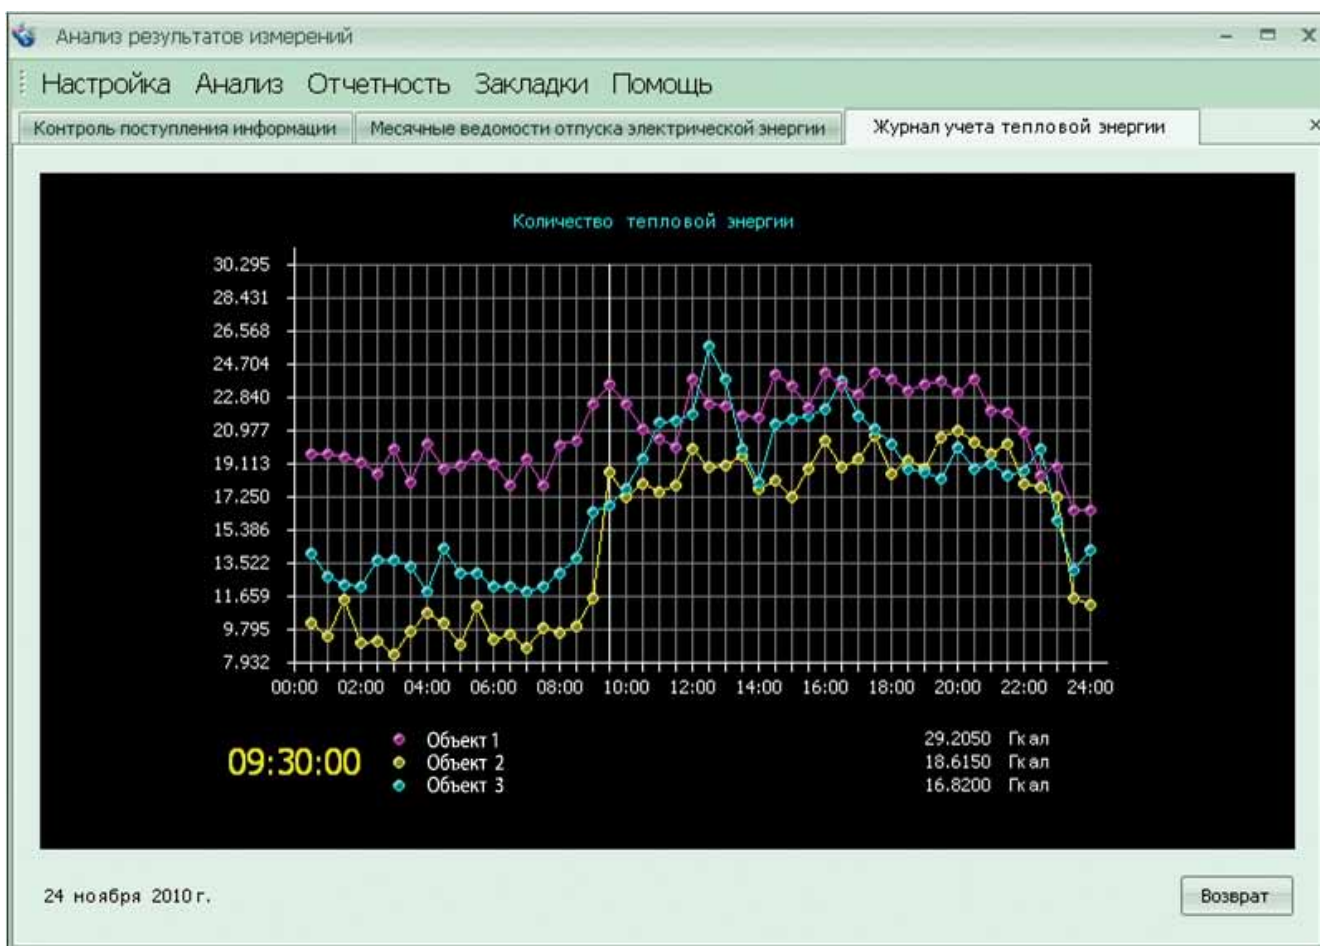 Анализ результатов измерений
Настройка Анализ Отчетность Закладки Помощь
Контроль поступления информации Месячные ведомости отпуска электрической энергии Журнал учета тепловой энергии
Количество тепловой энергии
30.295
28.431
26.568
24.704
22.840
20.977
19.113
17.250
15.386
13.522
11.659
9.795
7.932
00:00 02:00 04:00 06:00 08:00 10:00 12:00 14:00 16:00 18:00 20:00 22:00 24:00
09:30:00
Объект 1 29.2050 Гкал
Объект 2 18.6150 Гкал
Объект 3 16.8200 Гкал
24 ноября 2010 г.
Возврат